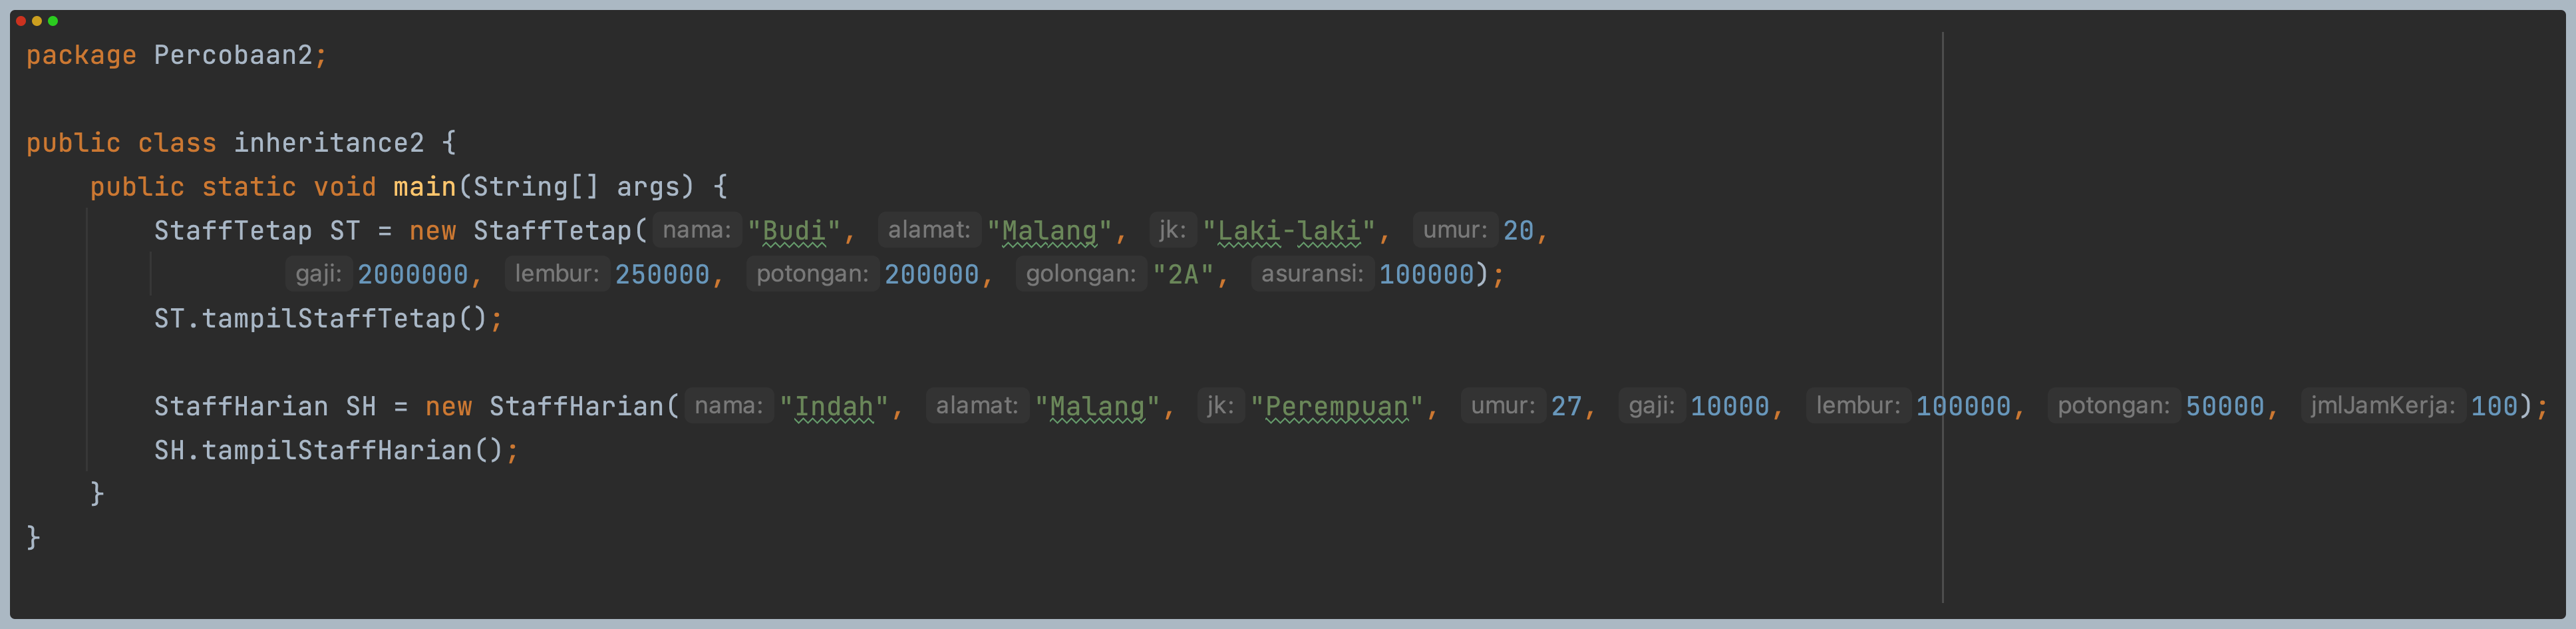 package Percobaan2;
public class inheritance2 {
public static void main(String[] args) {
StaffTetap ST = new StaffTetap( nama: "Budi", alamat: "Malang", jk: "Laki-laki", umur: 20,
gaji: 2000000, lembur: 250000, potongan: 200000, golongan: "2A", asuransi: 100000);
ST.tampilStaffTetap();
StaffHarian SH = new StaffHarian( nama: "Indah", alamat: "Malang", jk: "Perempuan", umur: 27, gaji: 10000, lembur: 100000, potongan: 50000, jmlJamKerja: 100);
SH.tampilStaffHarian();
}
}